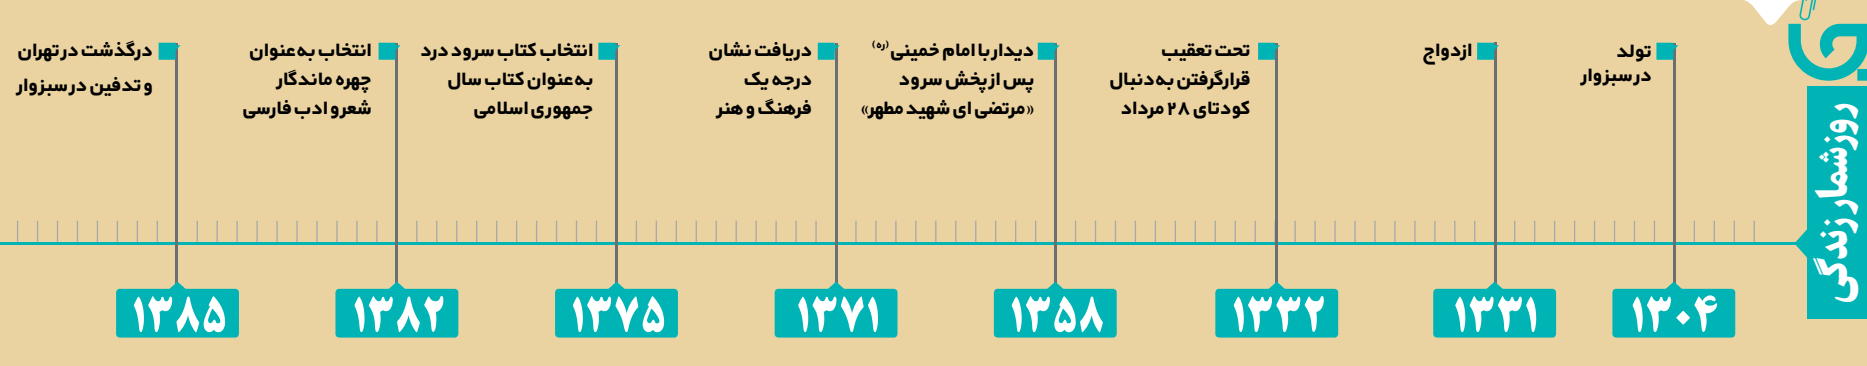 روزشمار زندگی
تولد
در سبزوار
۱۳۰۴
ازدواج
۱۳۳۱
تحت تعقیب
قرار گرفتن به دنبال
کودتای ۲۸ مرداد
۱۳۳۲
دیدار با امام خمینی (ره)
پس از پخش سرود
«مرتضی ای شهید مطهر»
۱۳۵۸
دریافت نشان
درجه یک
فرهنگ و هنر
۱۳۷۱
انتخاب کتاب سرود درد
به‌عنوان کتاب سال
جمهوری اسلامی
۱۳۷۵
انتخاب به‌عنوان
چهره ماندگار
شعر و ادب فارسی
۱۳۸۲
درگذشت در تهران
و تدفین در سبزوار
۱۳۸۵